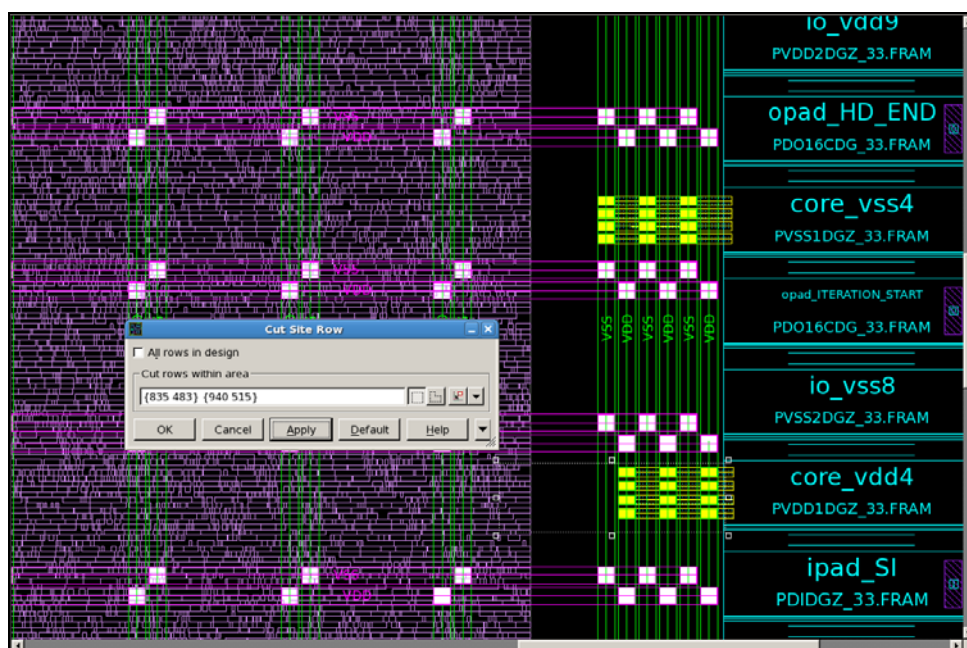 io_vdd9
PVDD2DGZ_33.FRAM
opad_HD_END
PDO16CDG_33.FRAM
core_vss4
PVSS1DGZ_33.FRAM
opad_ITERATION_START
PDO16CDG_33.FRAM
VSS VDD VSS VDD VSS VDD
Cut Site Row
All rows in design
Cut rows within area
{835 483} {940 515}
OK Cancel Apply Default Help
io_vss8
PVSS2DGZ_33.FRAM
core_vdd4
PVDD1DGZ_33.FRAM
ipad_SI
PDIDGZ_33.FRAM
VDD